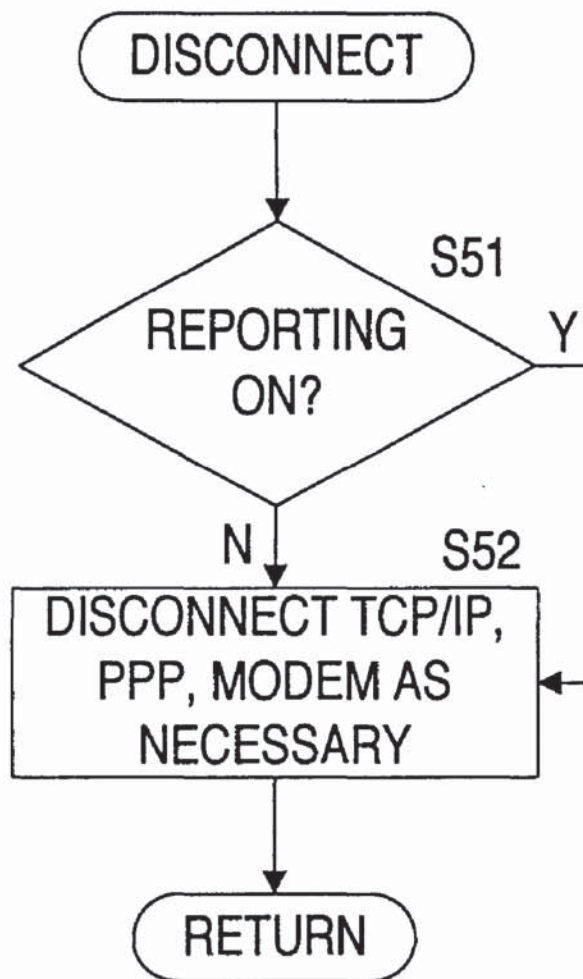 DISCONNECT
S51
REPORTING
ON?
Y
N
S52
DISCONNECT TCP/IP,
PPP, MODEM AS
NECESSARY
RETURN